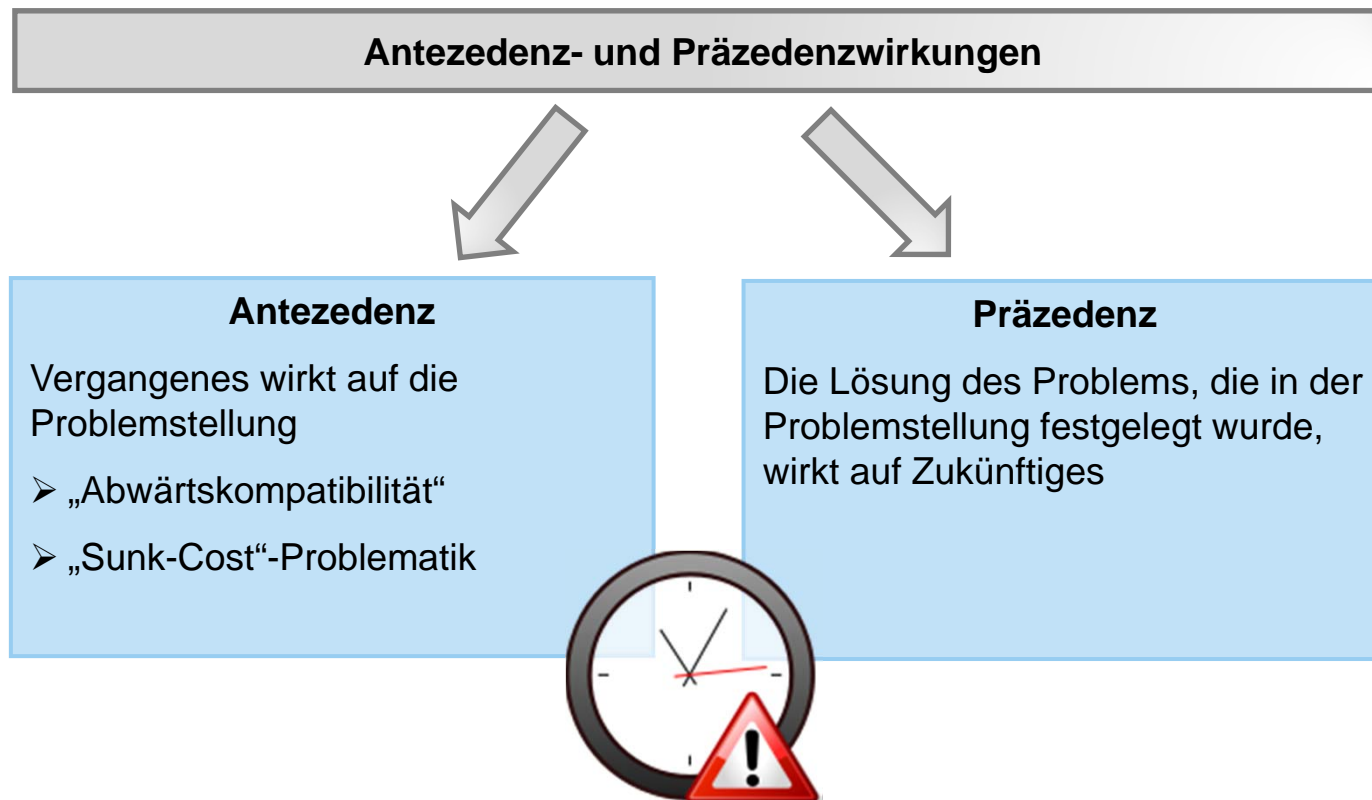 Antezedenz- und Präzedenzwirkungen
Antezedenz
Vergangenes wirkt auf die
Problemstellung
➢ „Abwärtskompatibilität“
➢ „Sunk-Cost“-Problematik
Präzedenz
Die Lösung des Problems, die in der
Problemstellung festgelegt wurde,
wirkt auf Zukünftiges
!